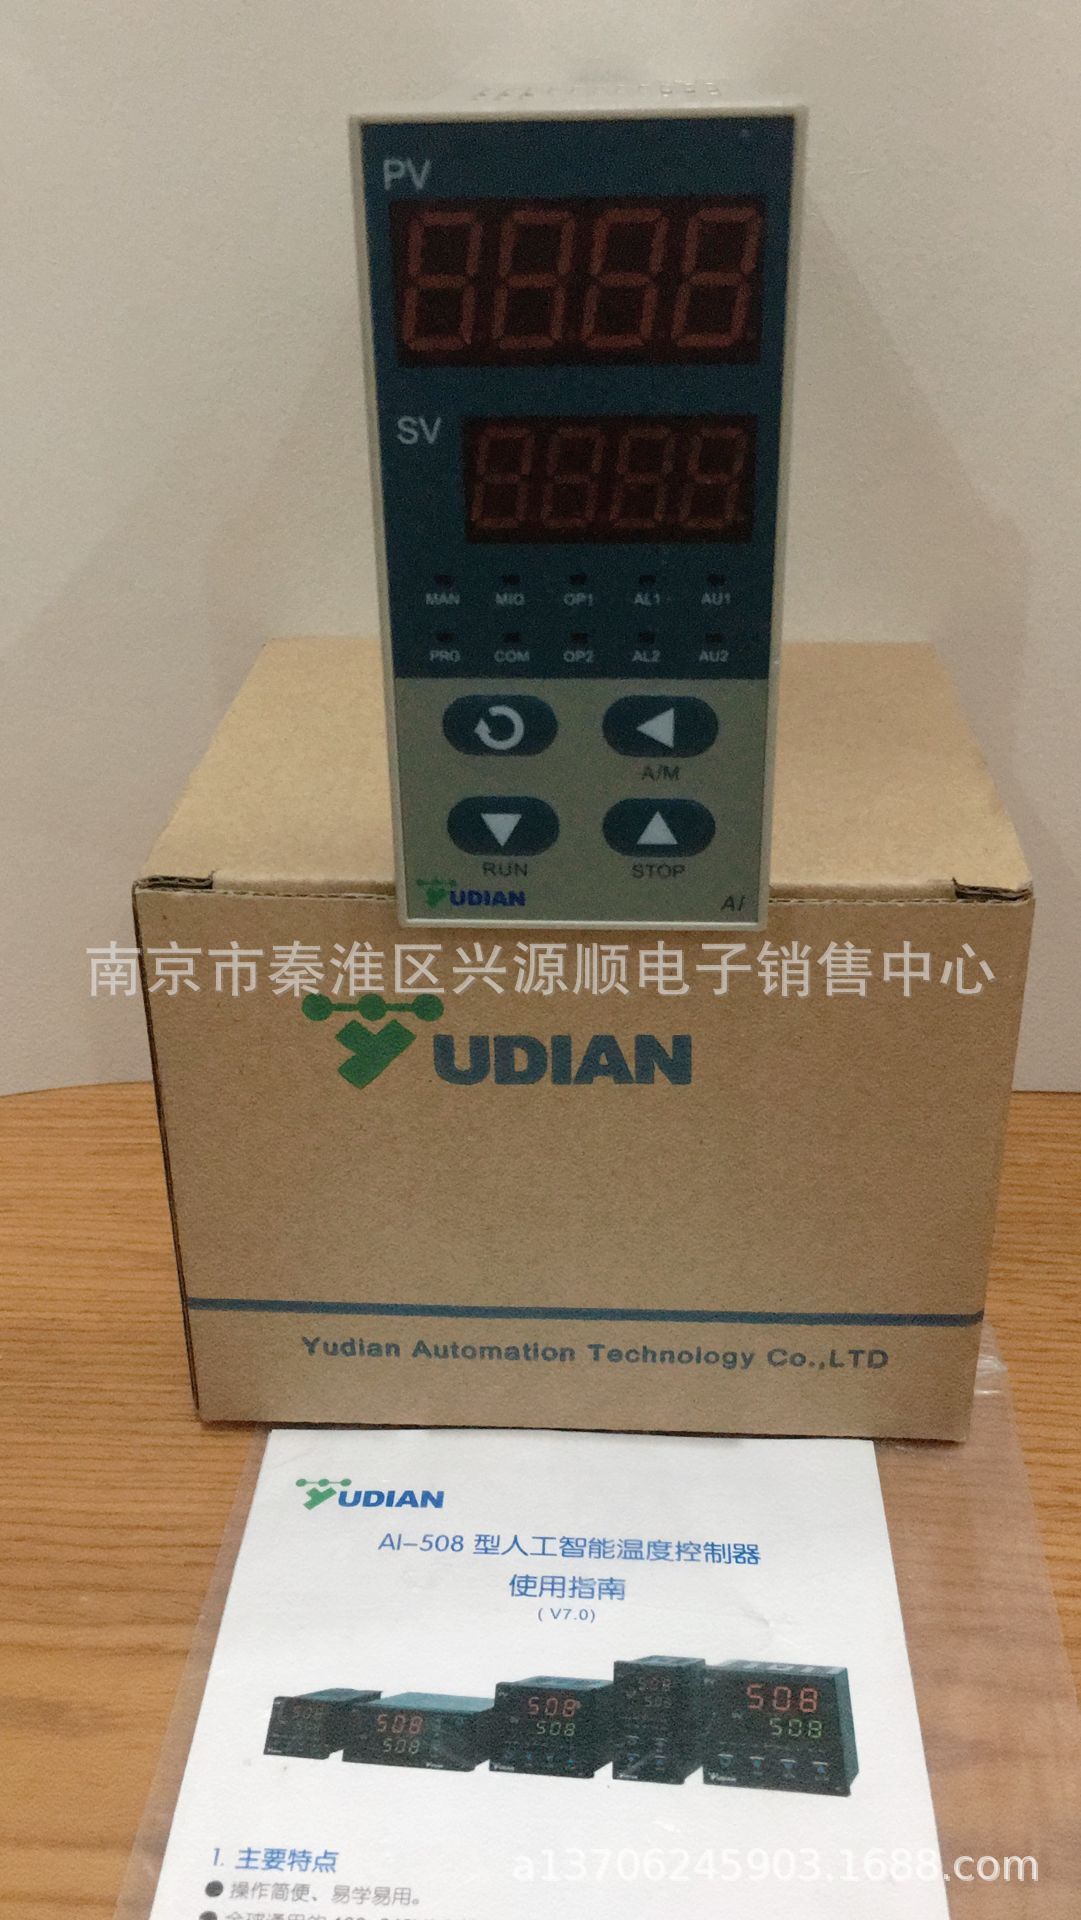 PV
SV
MAN MIO OP1 AL1 AU1
PRG COM OP2 AL2 AU2
A/M
RUN STOP
YUDIAN AI
南京市秦淮区兴源顺电子销售中心
YUDIAN
Yudian Automation Technology Co.,LTD
YUDIAN
AI-508 型人工智能温度控制器
使用指南
(V7.0)
508
508
508
508
508
508
508
508
508
508
YUDIAN
1. 主要特点
● 操作简便、易学易用。
a13706245903.1688.com